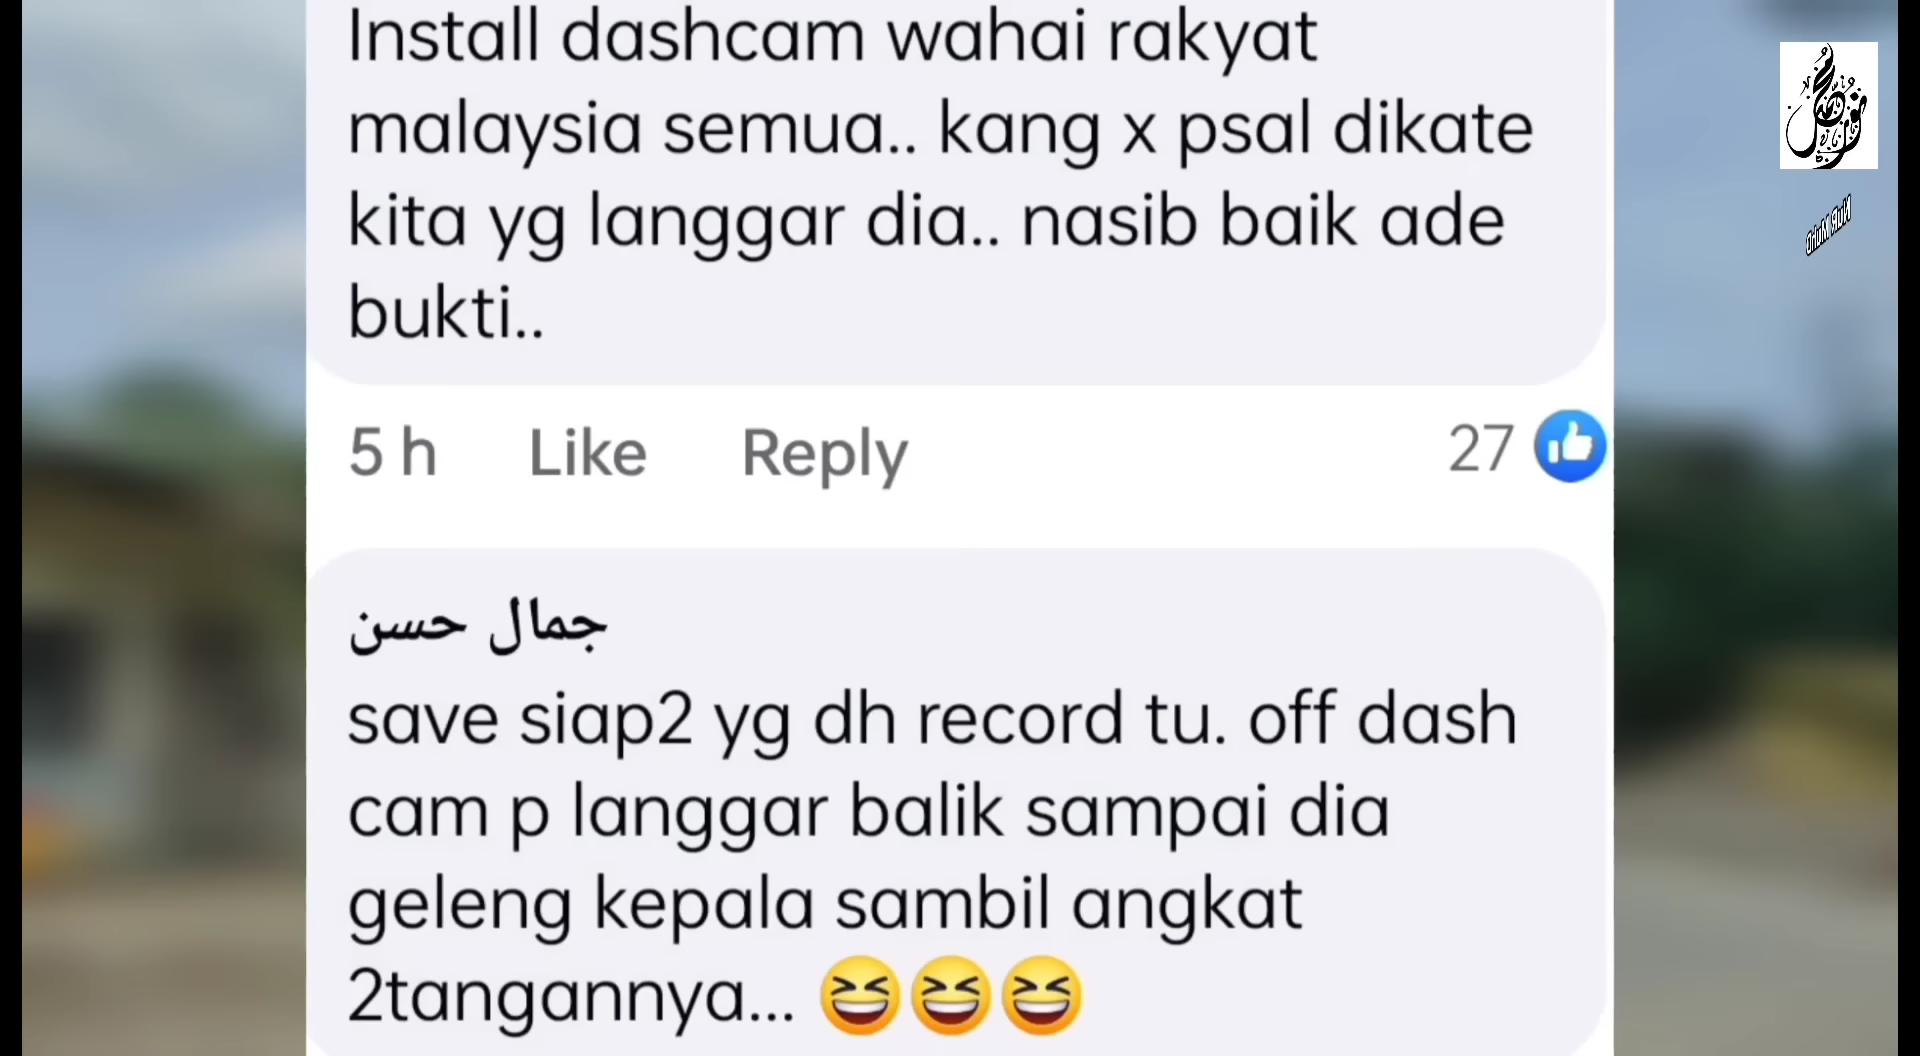 Install dashcam wahai rakyat
malaysia semua.. kang x psal dikate
kita yg langgar dia.. nasib baik ade
bukti..
5 h Like Reply 27
جمال حسن
save siap2 yg dh record tu. off dash
cam p langgar balik sampai dia
geleng kepala sambil angkat
2tangannya... 😆😆😆